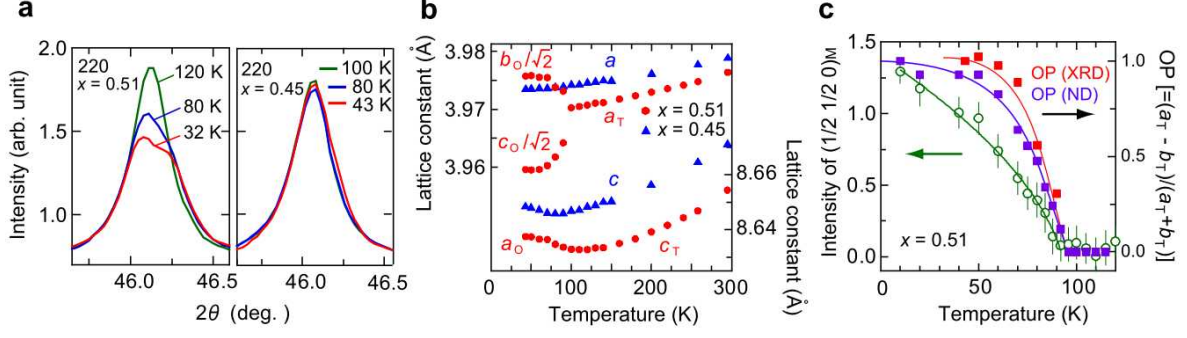 a
Intensity (arb. unit)
2.0
1.5
1.0
220
x = 0.51
120 K
80 K
32 K
220
x = 0.45
100 K
80 K
43 K
46.0
46.5
46.0
46.5
2θ (deg. )
b
Lattice constant (Å)
3.98
3.97
3.96
bO/√2
cO/√2
aO
a
aT
x = 0.51
x = 0.45
c
cT
8.66
8.64
Lattice constant (Å)
0
100
200
300
Temperature (K)
c
Intensity of (1/2 1/2 0)M
1.5
1.0
0.5
0.0
OP (XRD)
OP (ND)
x = 0.51
1.0
0.5
0.0
OP [=(aT - bT)/(aT+bT)]
0
20
40
60
80
100
120
Temperature (K)